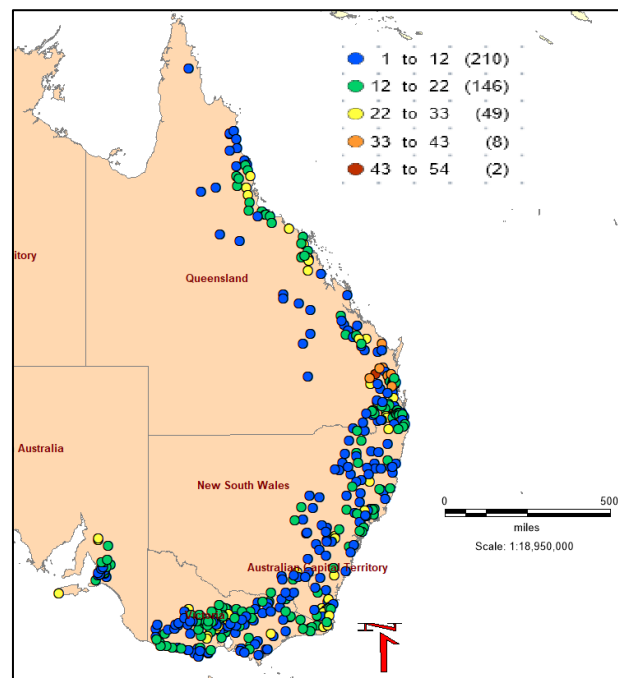 1 to 12 (210)
12 to 22 (146)
22 to 33 (49)
33 to 43 (8)
43 to 54 (2)
itory
Queensland
Australia
New South Wales
0 500
miles
Scale: 1:18,950,000
Australian Capital Territory